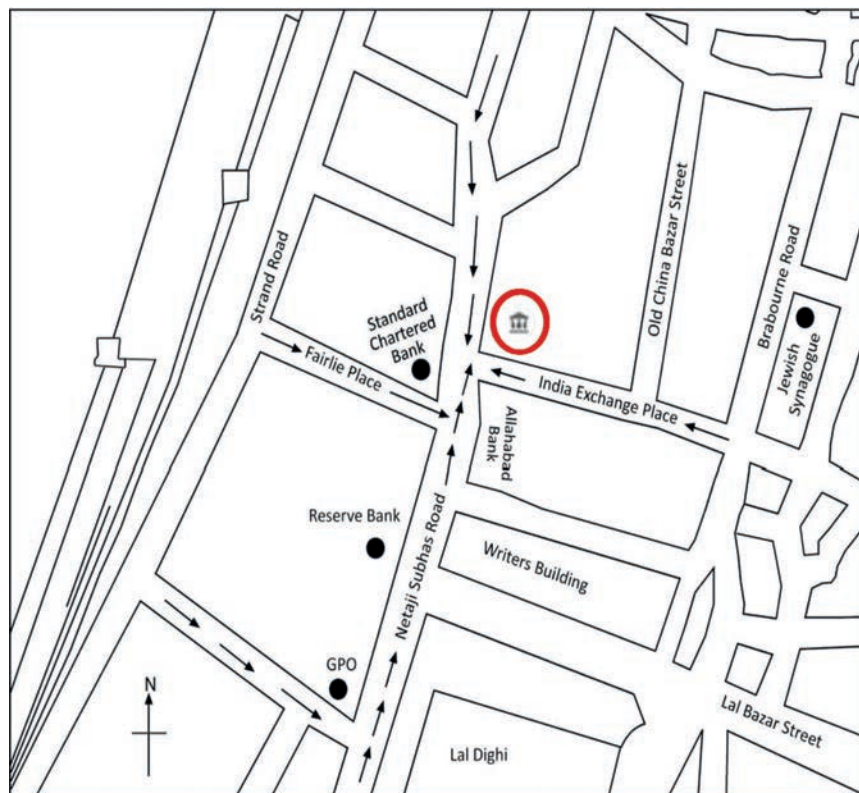 Old China Bazar Street
Brabourne Road
Strand Road
Standard
Chartered
Bank
Jewish
Synagogue
Fairlie Place
India Exchange Place
Allahabad
Bank
Reserve Bank
Netaji Subhas Road
Writers Building
GPO
N
Lal Bazar Street
Lal Dighi